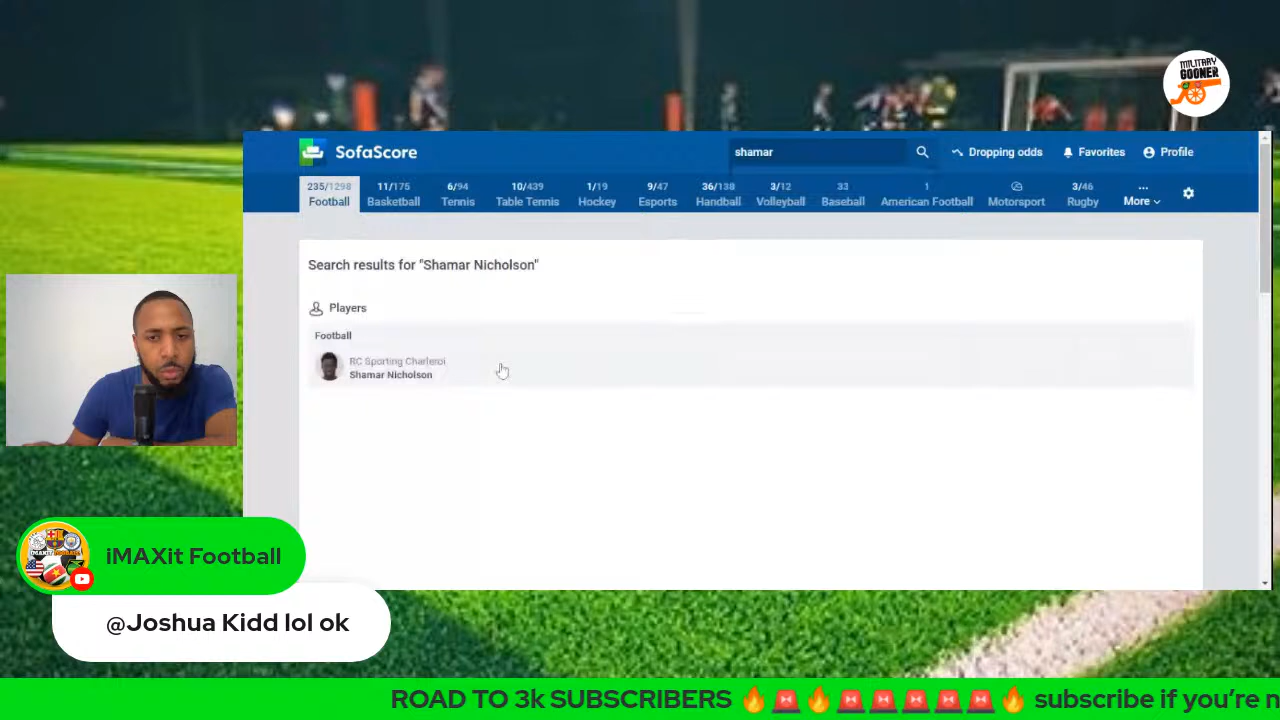 MILITARY
GOONER
SofaScore
shamar
Dropping odds
Favorites
Profile
235/1298
Football
11/175
Basketball
6/94
Tennis
10/439
Table Tennis
1/19
Hockey
9/47
Esports
36/138
Handball
3/12
Volleyball
33
Baseball
1
American Football
Motorsport
3/46
Rugby
...
More
Search results for "Shamar Nicholson"
Players
Football
RC Sporting Charleroi
Shamar Nicholson
iMAXit Football
@Joshua Kidd lol ok
ROAD TO 3k SUBSCRIBERS 🔥🚨🔥🚨🚨🚨🚨🚨🔥 subscribe if you're n